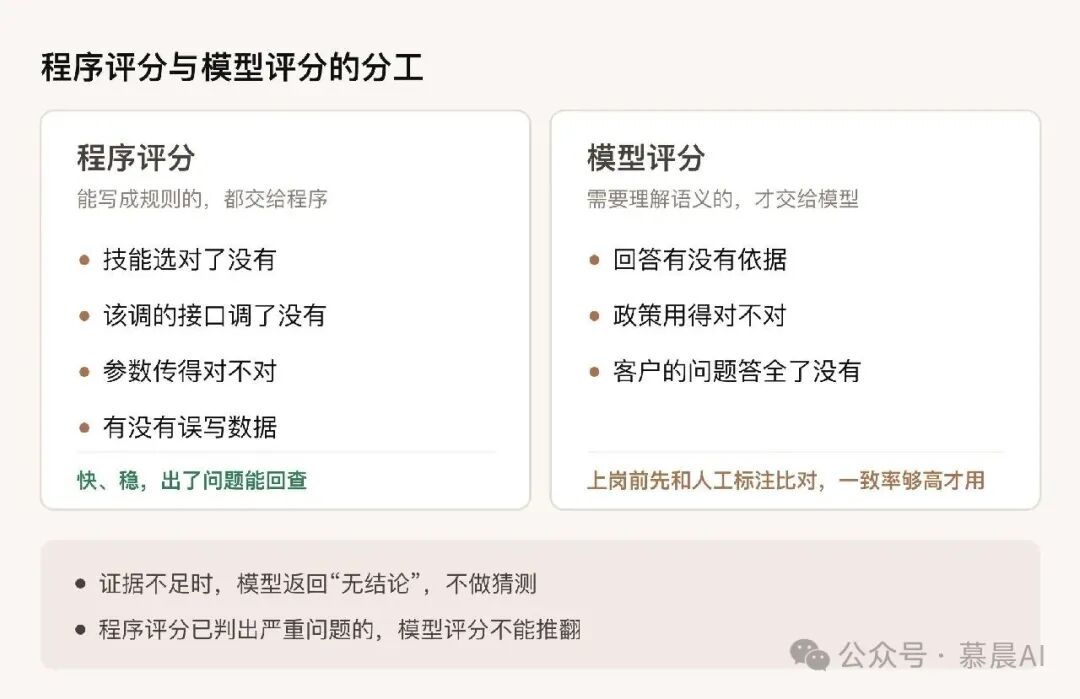 程序评分与模型评分的分工
程序评分
能写成规则的，都交给程序
技能选对了没有
该调的接口调了没有
参数传得对不对
有没有误写数据
快、稳，出了问题能回查
模型评分
需要理解语义的，才交给模型
回答有没有依据
政策用得对不对
客户的问题答全了没有
上岗前先和人工标注比对，一致率够高才用
证据不足时，模型返回“无结论”，不做猜测
程序评分已判出严重问题的，模型评分不能推翻
公众号 · 慕晨AI